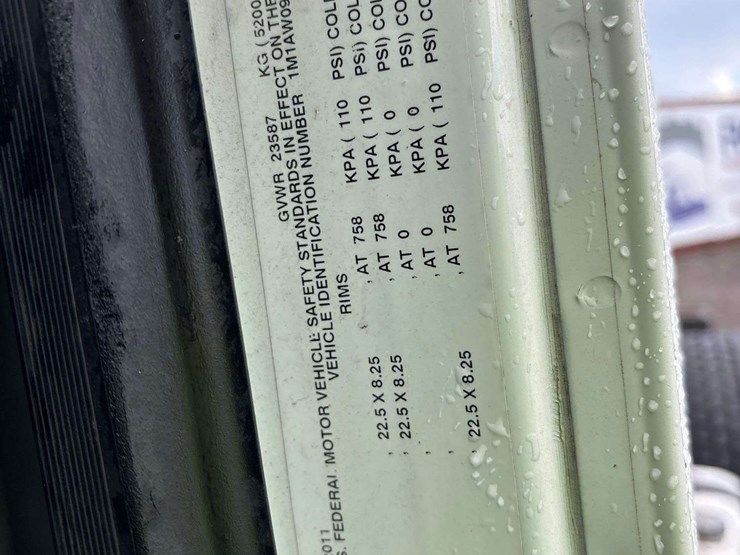 011 GVWR 23587 KG ( 5200
. FEDERAL MOTOR VEHICLE SAFETY STANDARDS IN EFFECT ON THE
VEHICLE IDENTIFICATION NUMBER 1M1AW09
RIMS
, AT 758 KPA ( 110 PSI) COL
, 22.5 X 8.25 , AT 758 KPA ( 110 PSI) COL
, 22.5 X 8.25 , AT 0 KPA ( 0 PSI) CO
, , AT 0 KPA ( 0 PSI) CO
, 22.5 X 8.25 , AT 758 KPA ( 110 PSI) CO